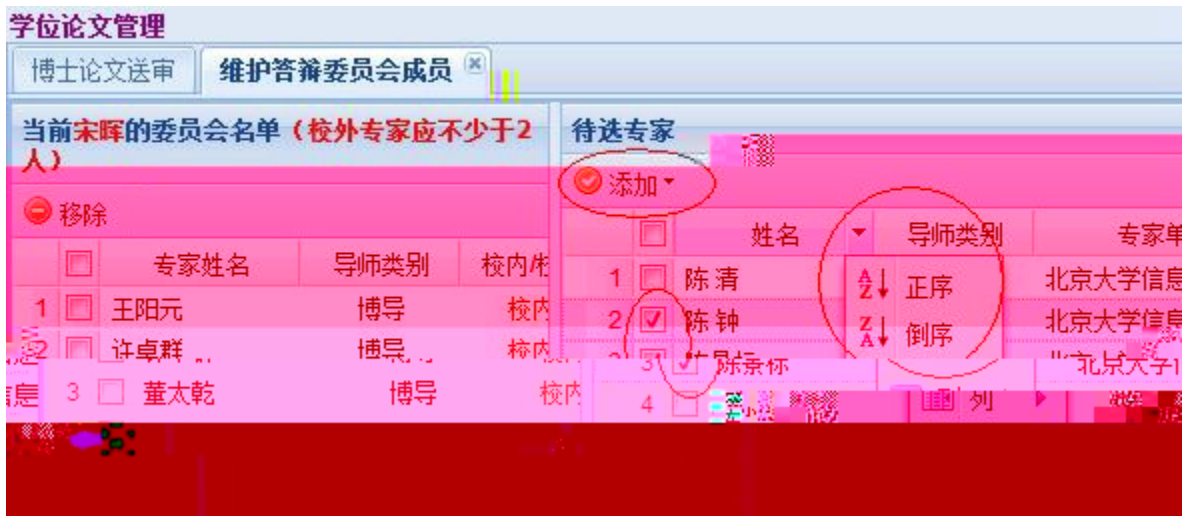 学位论文管理
博士论文送审 维护答辩委员会成员
当前宋晖的委员会名单（校外专家应不少于2
人）
移除
专家姓名 导师类别 校内/校
1 王阳元 博导 校内
2 许卓群 博导 校内
3 董太乾 博导 校内
待选专家
添加
姓名 导师类别 专家单
1 陈 清 北京大学信息
2 陈 钟 北京大学信息
3 陈景标 北京大学信
4
正序
倒序
列